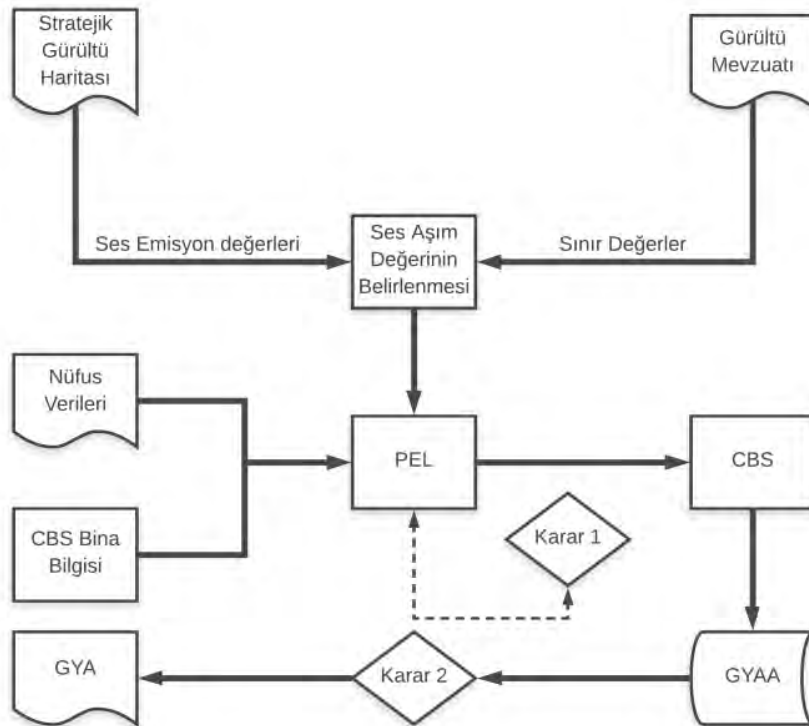 Stratejik
Gürültü
Haritası
Gürültü
Mevzuatı
Ses Emisyon değerleri
Ses Aşım
Değerinin
Belirlenmesi
Sınır Değerler
Nüfus
Verileri
PEL
CBS
CBS Bina
Bilgisi
Karar 1
GYA
Karar 2
GYAA